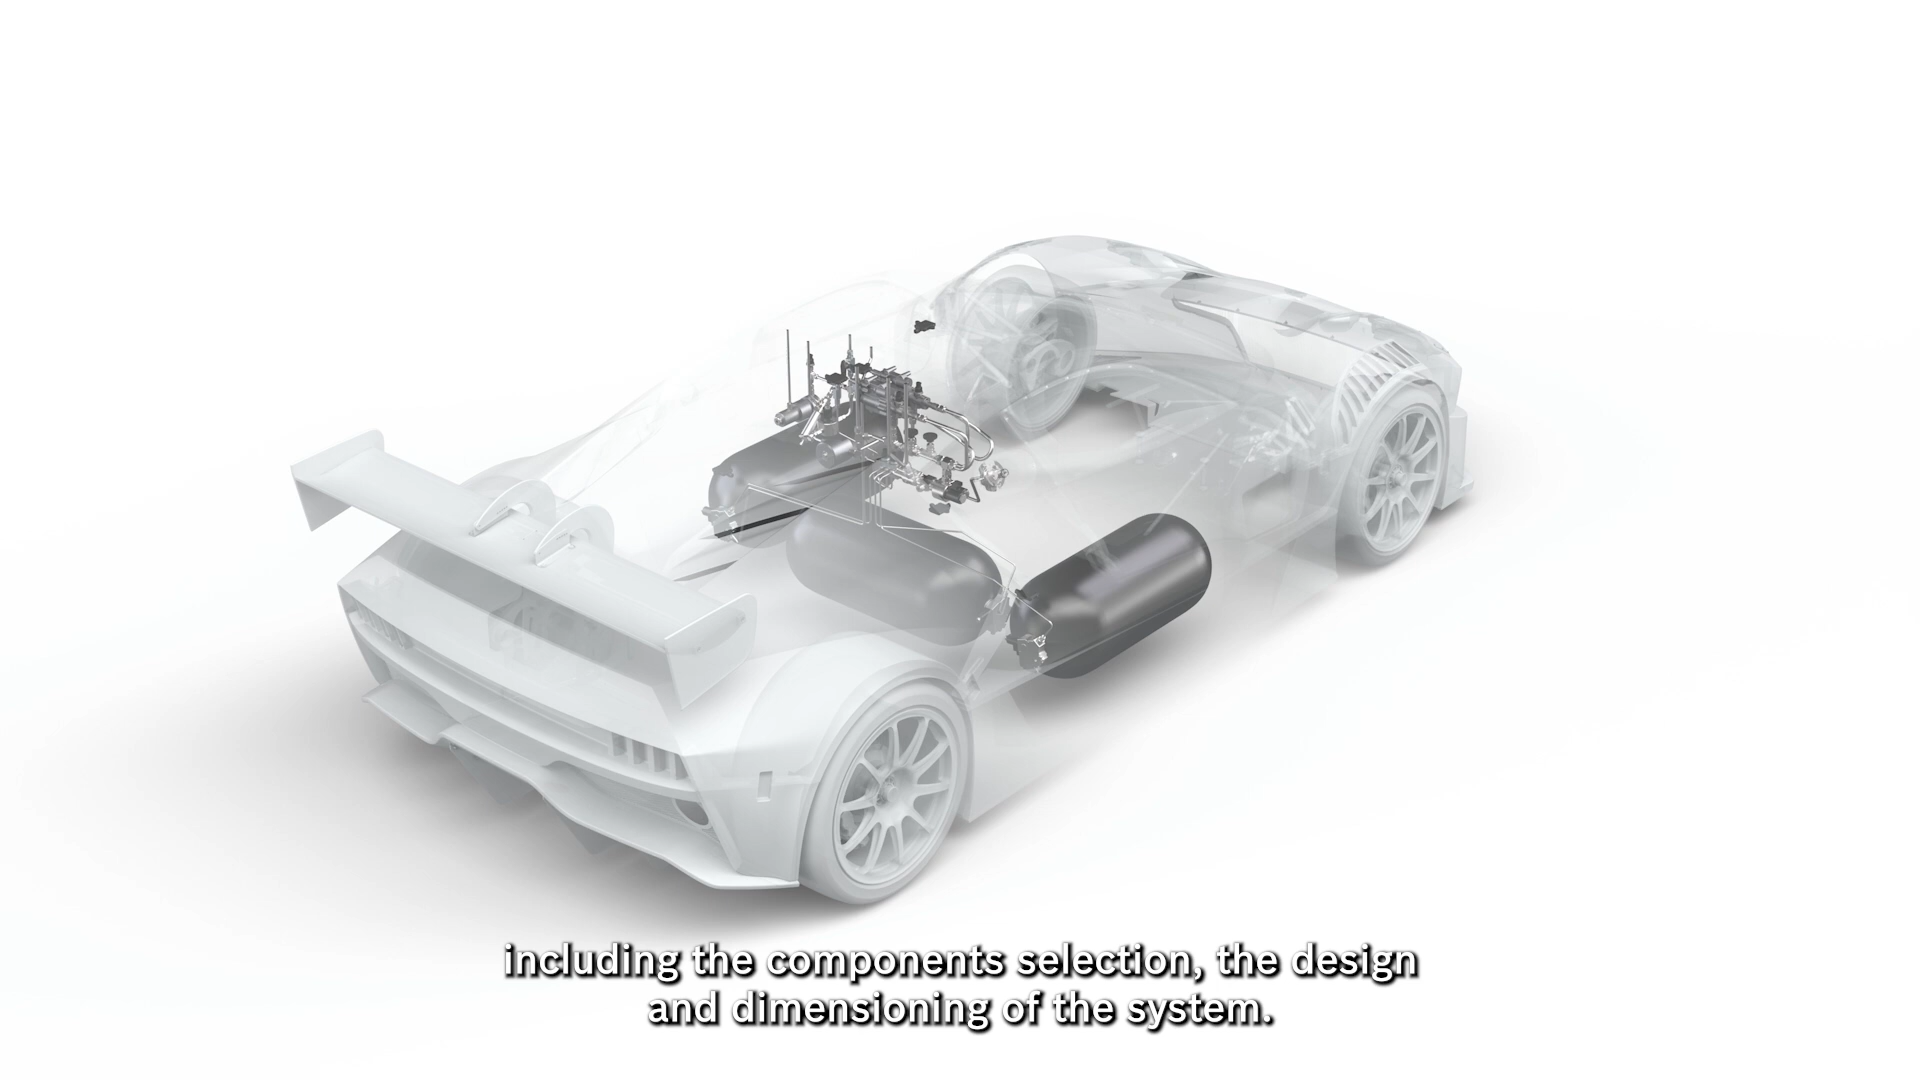 including the components selection, the design
and dimensioning of the system.